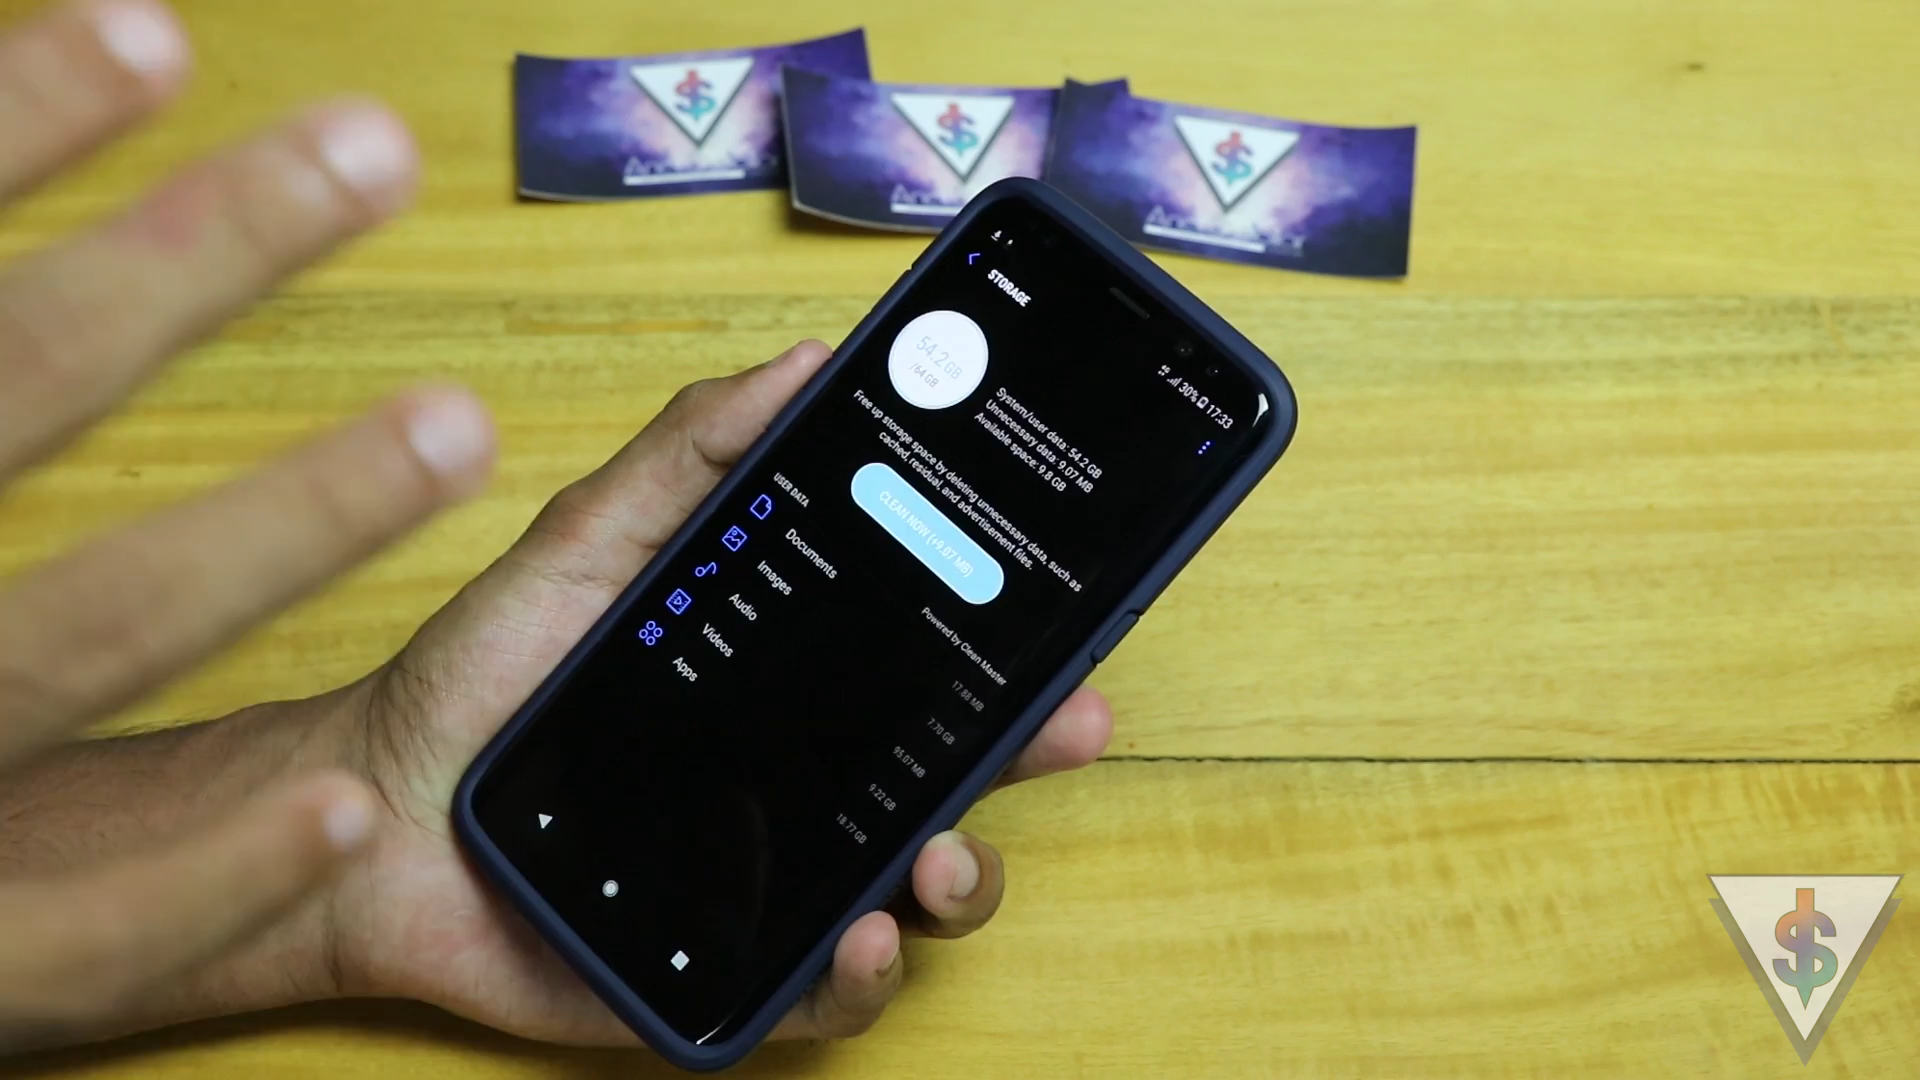 STORAGE
30% 17:33
54.2 GB
/64 GB
System/user data: 54.2 GB
Unnecessary data: 9.07 MB
Available space: 9.8 GB
Free up storage space by deleting unnecessary data, such as
cached, residual, and advertisement files.
CLEAN NOW (+9.07 MB)
Powered by Clean Master
USER DATA
Documents 17.88 MB
Images 7.70 GB
Audio 95.07 MB
Videos 9.22 GB
Apps 18.77 GB
$
$
$
$